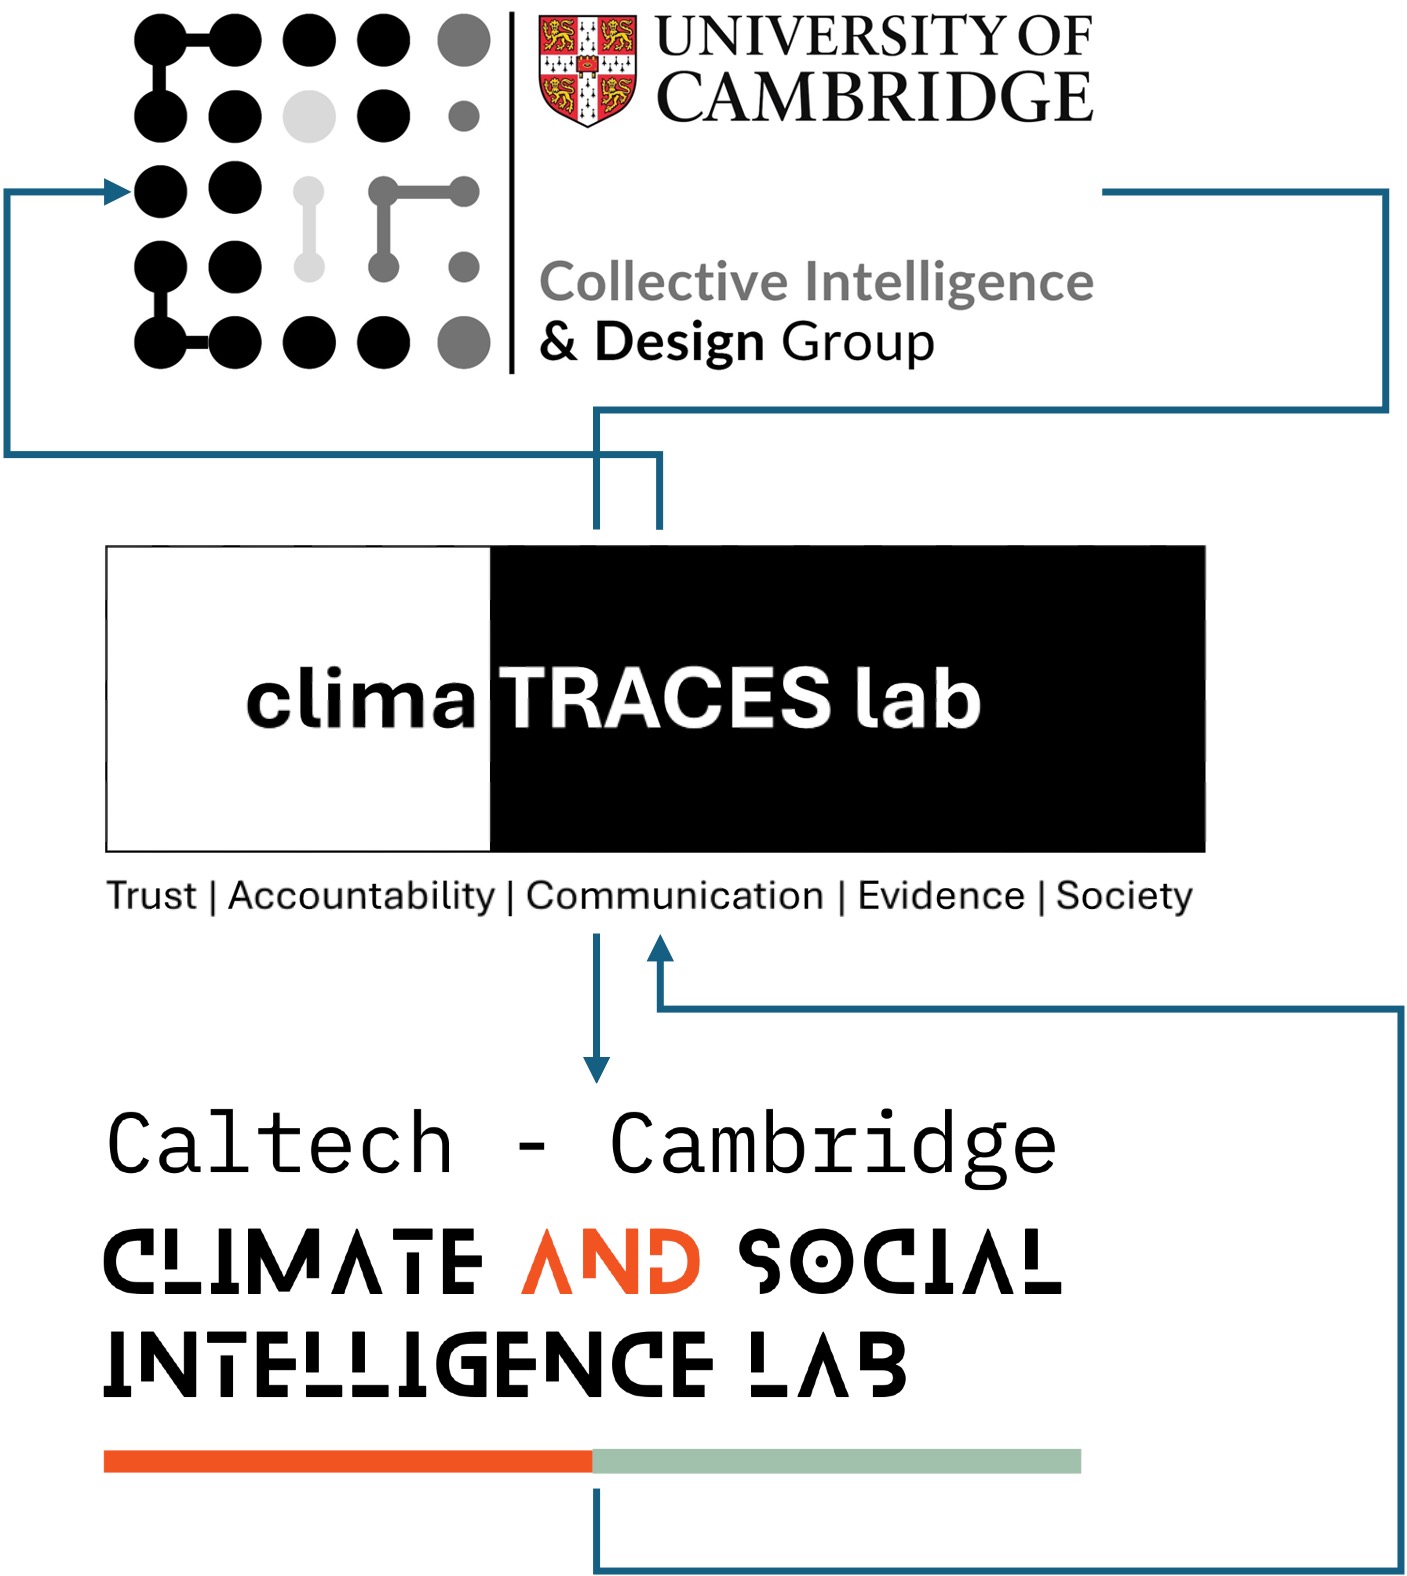 UNIVERSITY OF
CAMBRIDGE
Collective Intelligence
& Design Group
clima TRACES lab
Trust | Accountability | Communication | Evidence | Society
Caltech - Cambridge
CLIMATE AND SOCIAL
INTELLIGENCE LAB